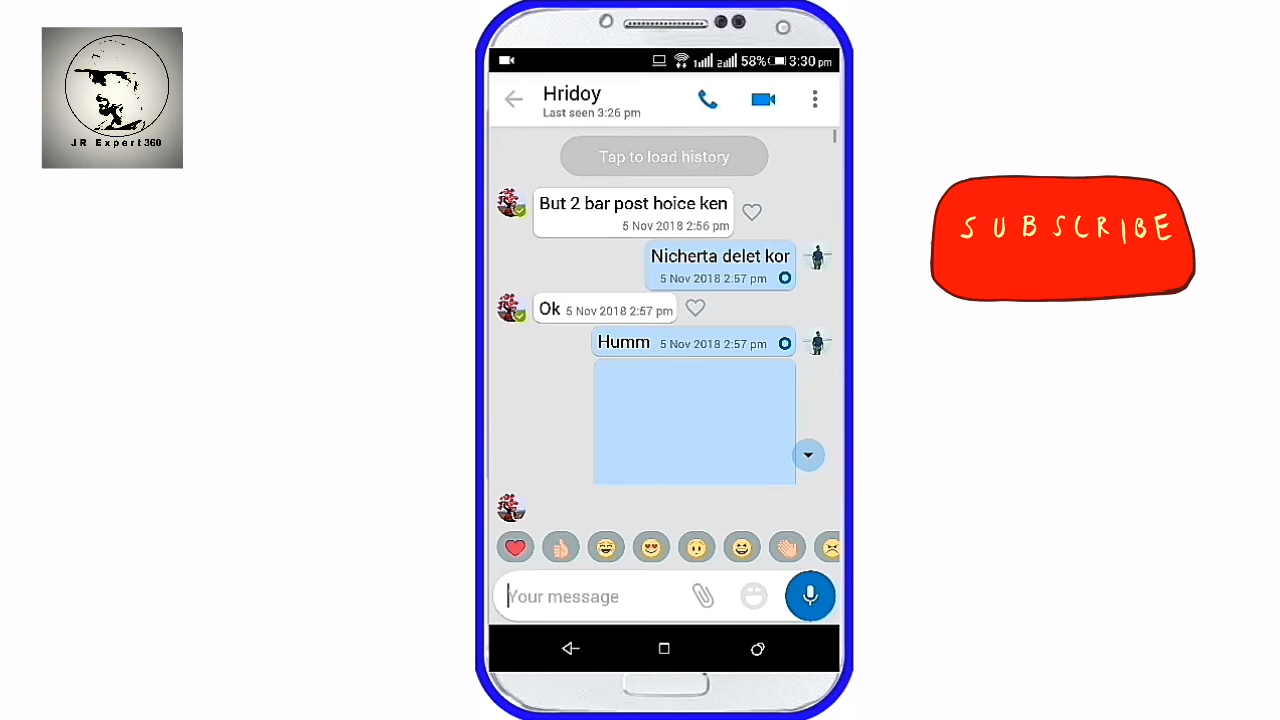 58% 3:30 pm
Hridoy
Last seen 3:26 pm
Tap to load history
But 2 bar post hoice ken
5 Nov 2018 2:56 pm
Nicherta delet kor
5 Nov 2018 2:57 pm
Ok 5 Nov 2018 2:57 pm
Humm 5 Nov 2018 2:57 pm
Your message
JR Expert360
SUBSCRIBE